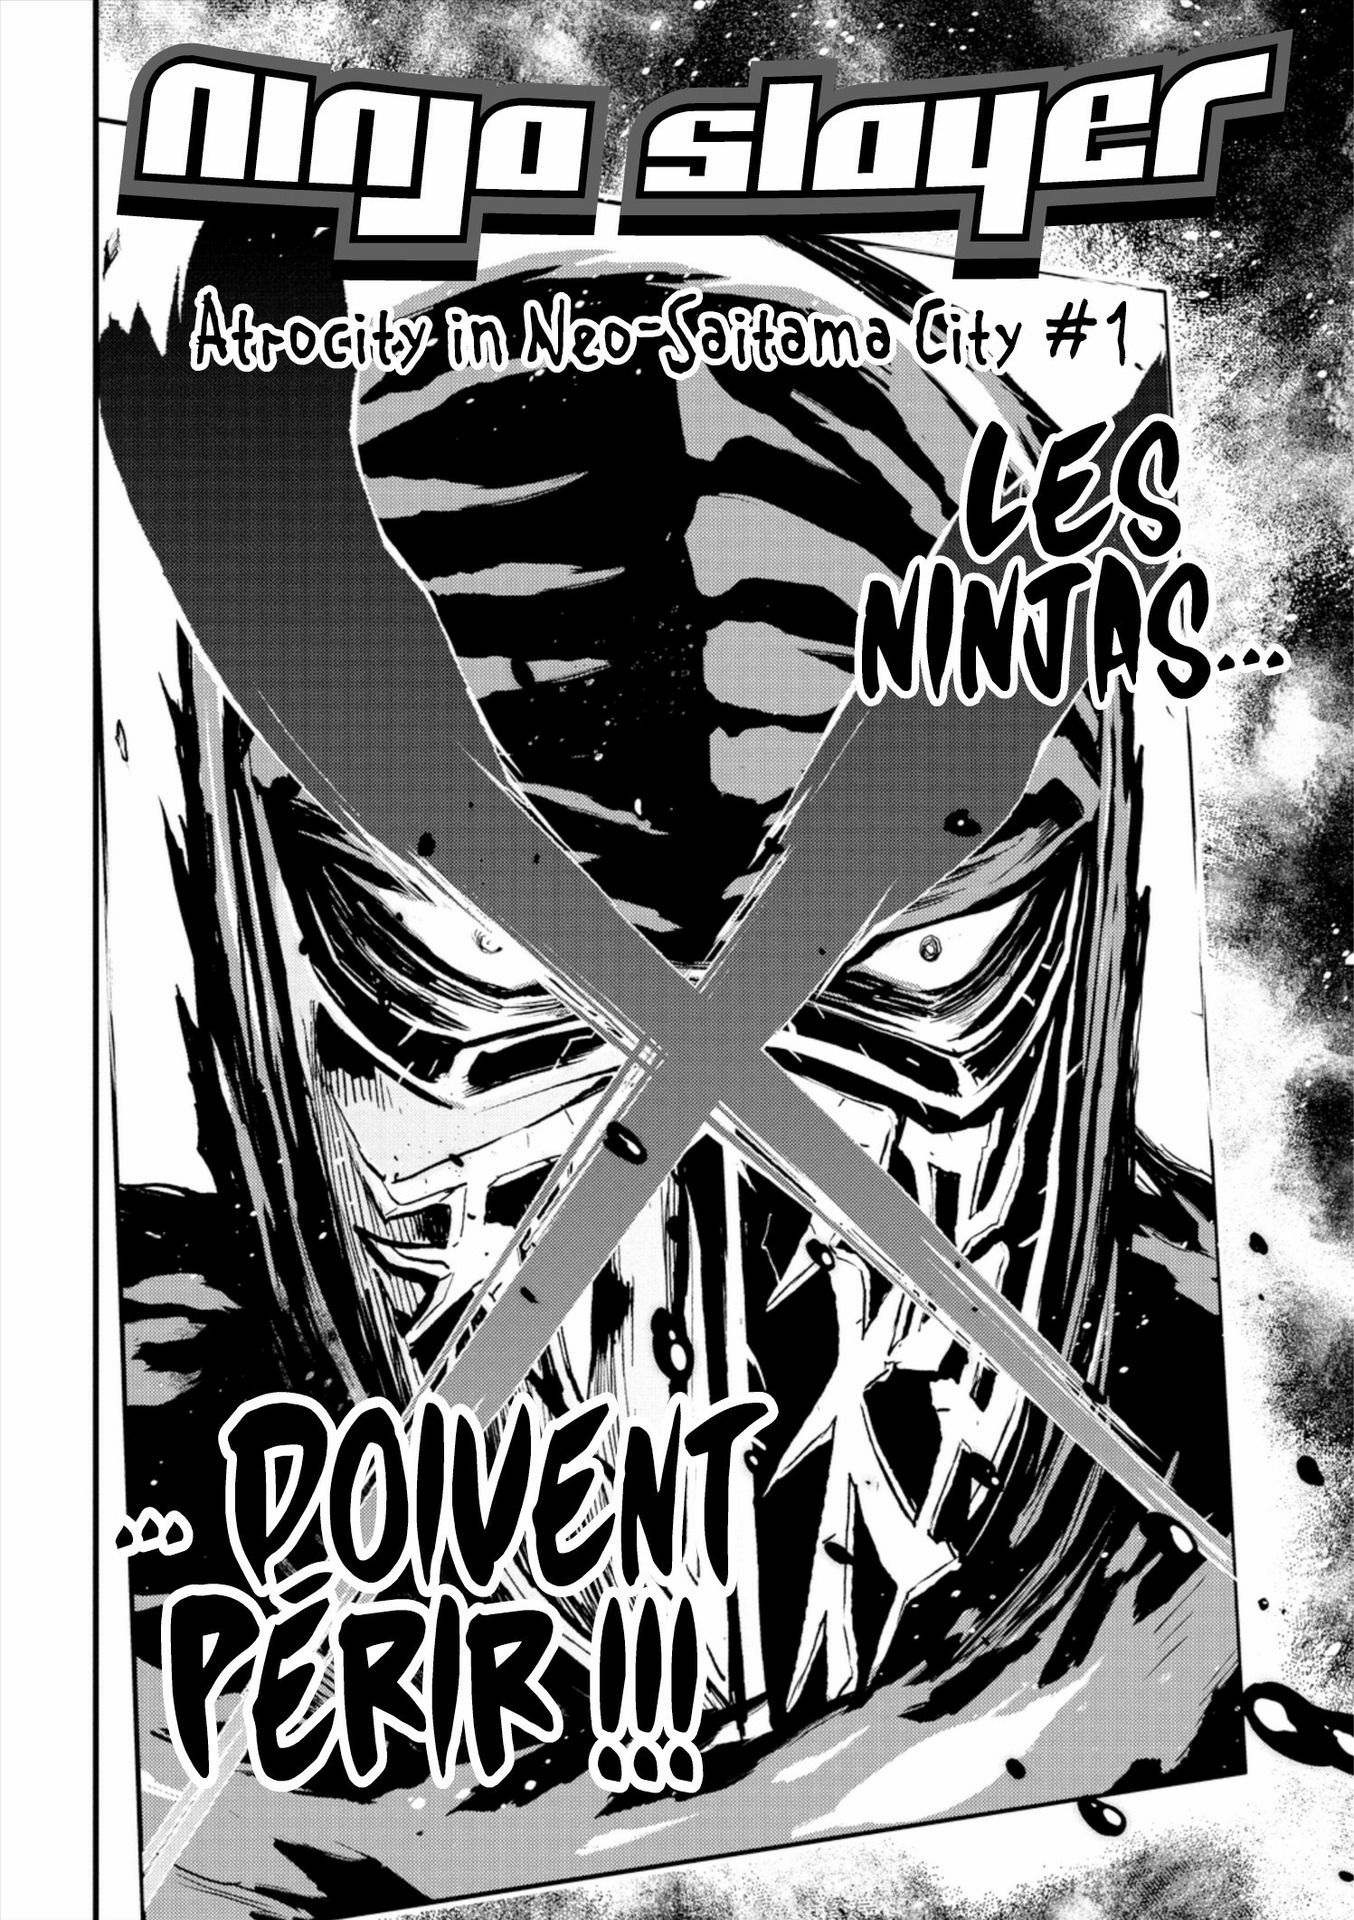 ninja slayer
Atrocity in Neo-Saitama City #1
LES
NINJAS...
... DOIVENT
PÉRIR !!!